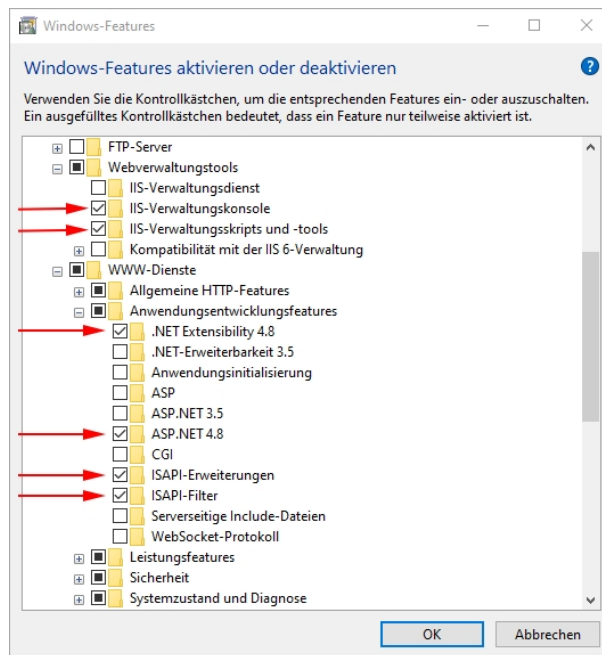 Windows-Features
Windows-Features aktivieren oder deaktivieren
Verwenden Sie die Kontrollkästchen, um die entsprechenden Features ein- oder auszuschalten.
Ein ausgefülltes Kontrollkästchen bedeutet, dass ein Feature nur teilweise aktiviert ist.
FTP-Server
Webverwaltungstools
IIS-Verwaltungsdienst
IIS-Verwaltungskonsole
IIS-Verwaltungsskripts und -tools
Kompatibilität mit der IIS 6-Verwaltung
WWW-Dienste
Allgemeine HTTP-Features
Anwendungsentwicklungsfeatures
.NET Extensibility 4.8
.NET-Erweiterbarkeit 3.5
Anwendungsinitialisierung
ASP
ASP.NET 3.5
ASP.NET 4.8
CGI
ISAPI-Erweiterungen
ISAPI-Filter
Serverseitige Include-Dateien
WebSocket-Protokoll
Leistungsfeatures
Sicherheit
Systemzustand und Diagnose
OK Abbrechen